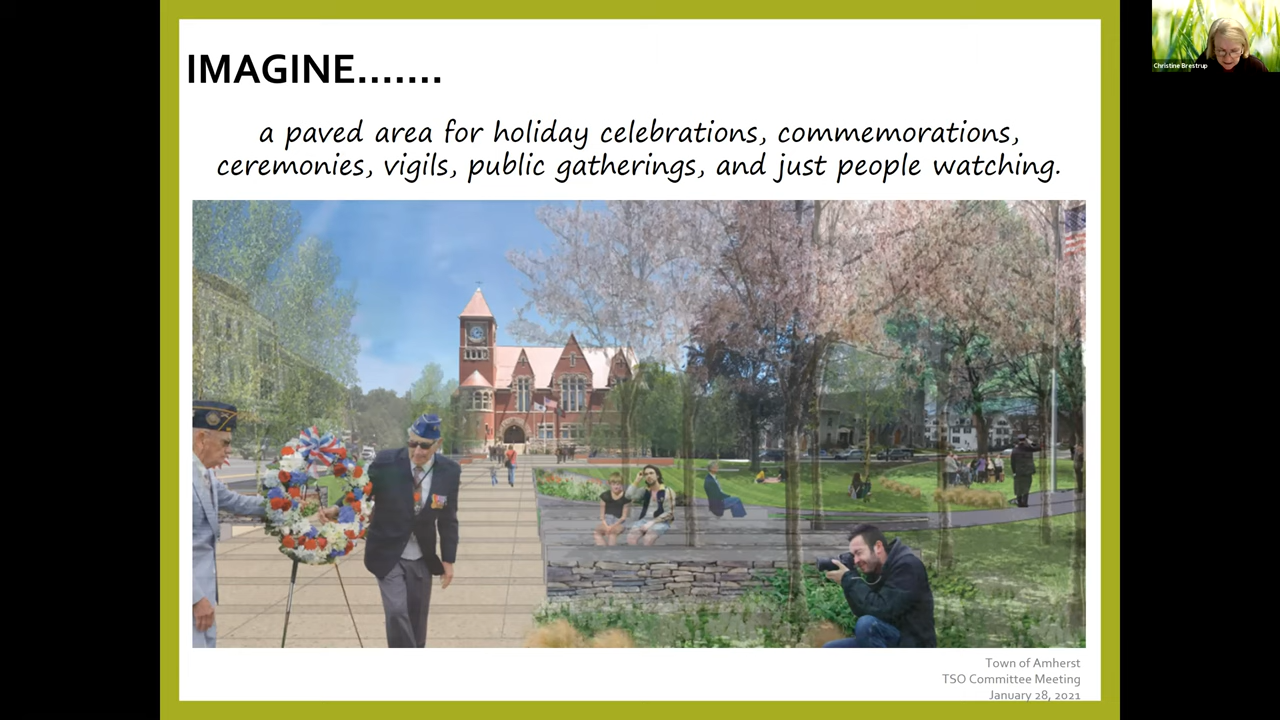 IMAGINE.......
a paved area for holiday celebrations, commemorations,
ceremonies, vigils, public gatherings, and just people watching.
Town of Amherst
TSO Committee Meeting
January 28, 2021
Christine Brestrup